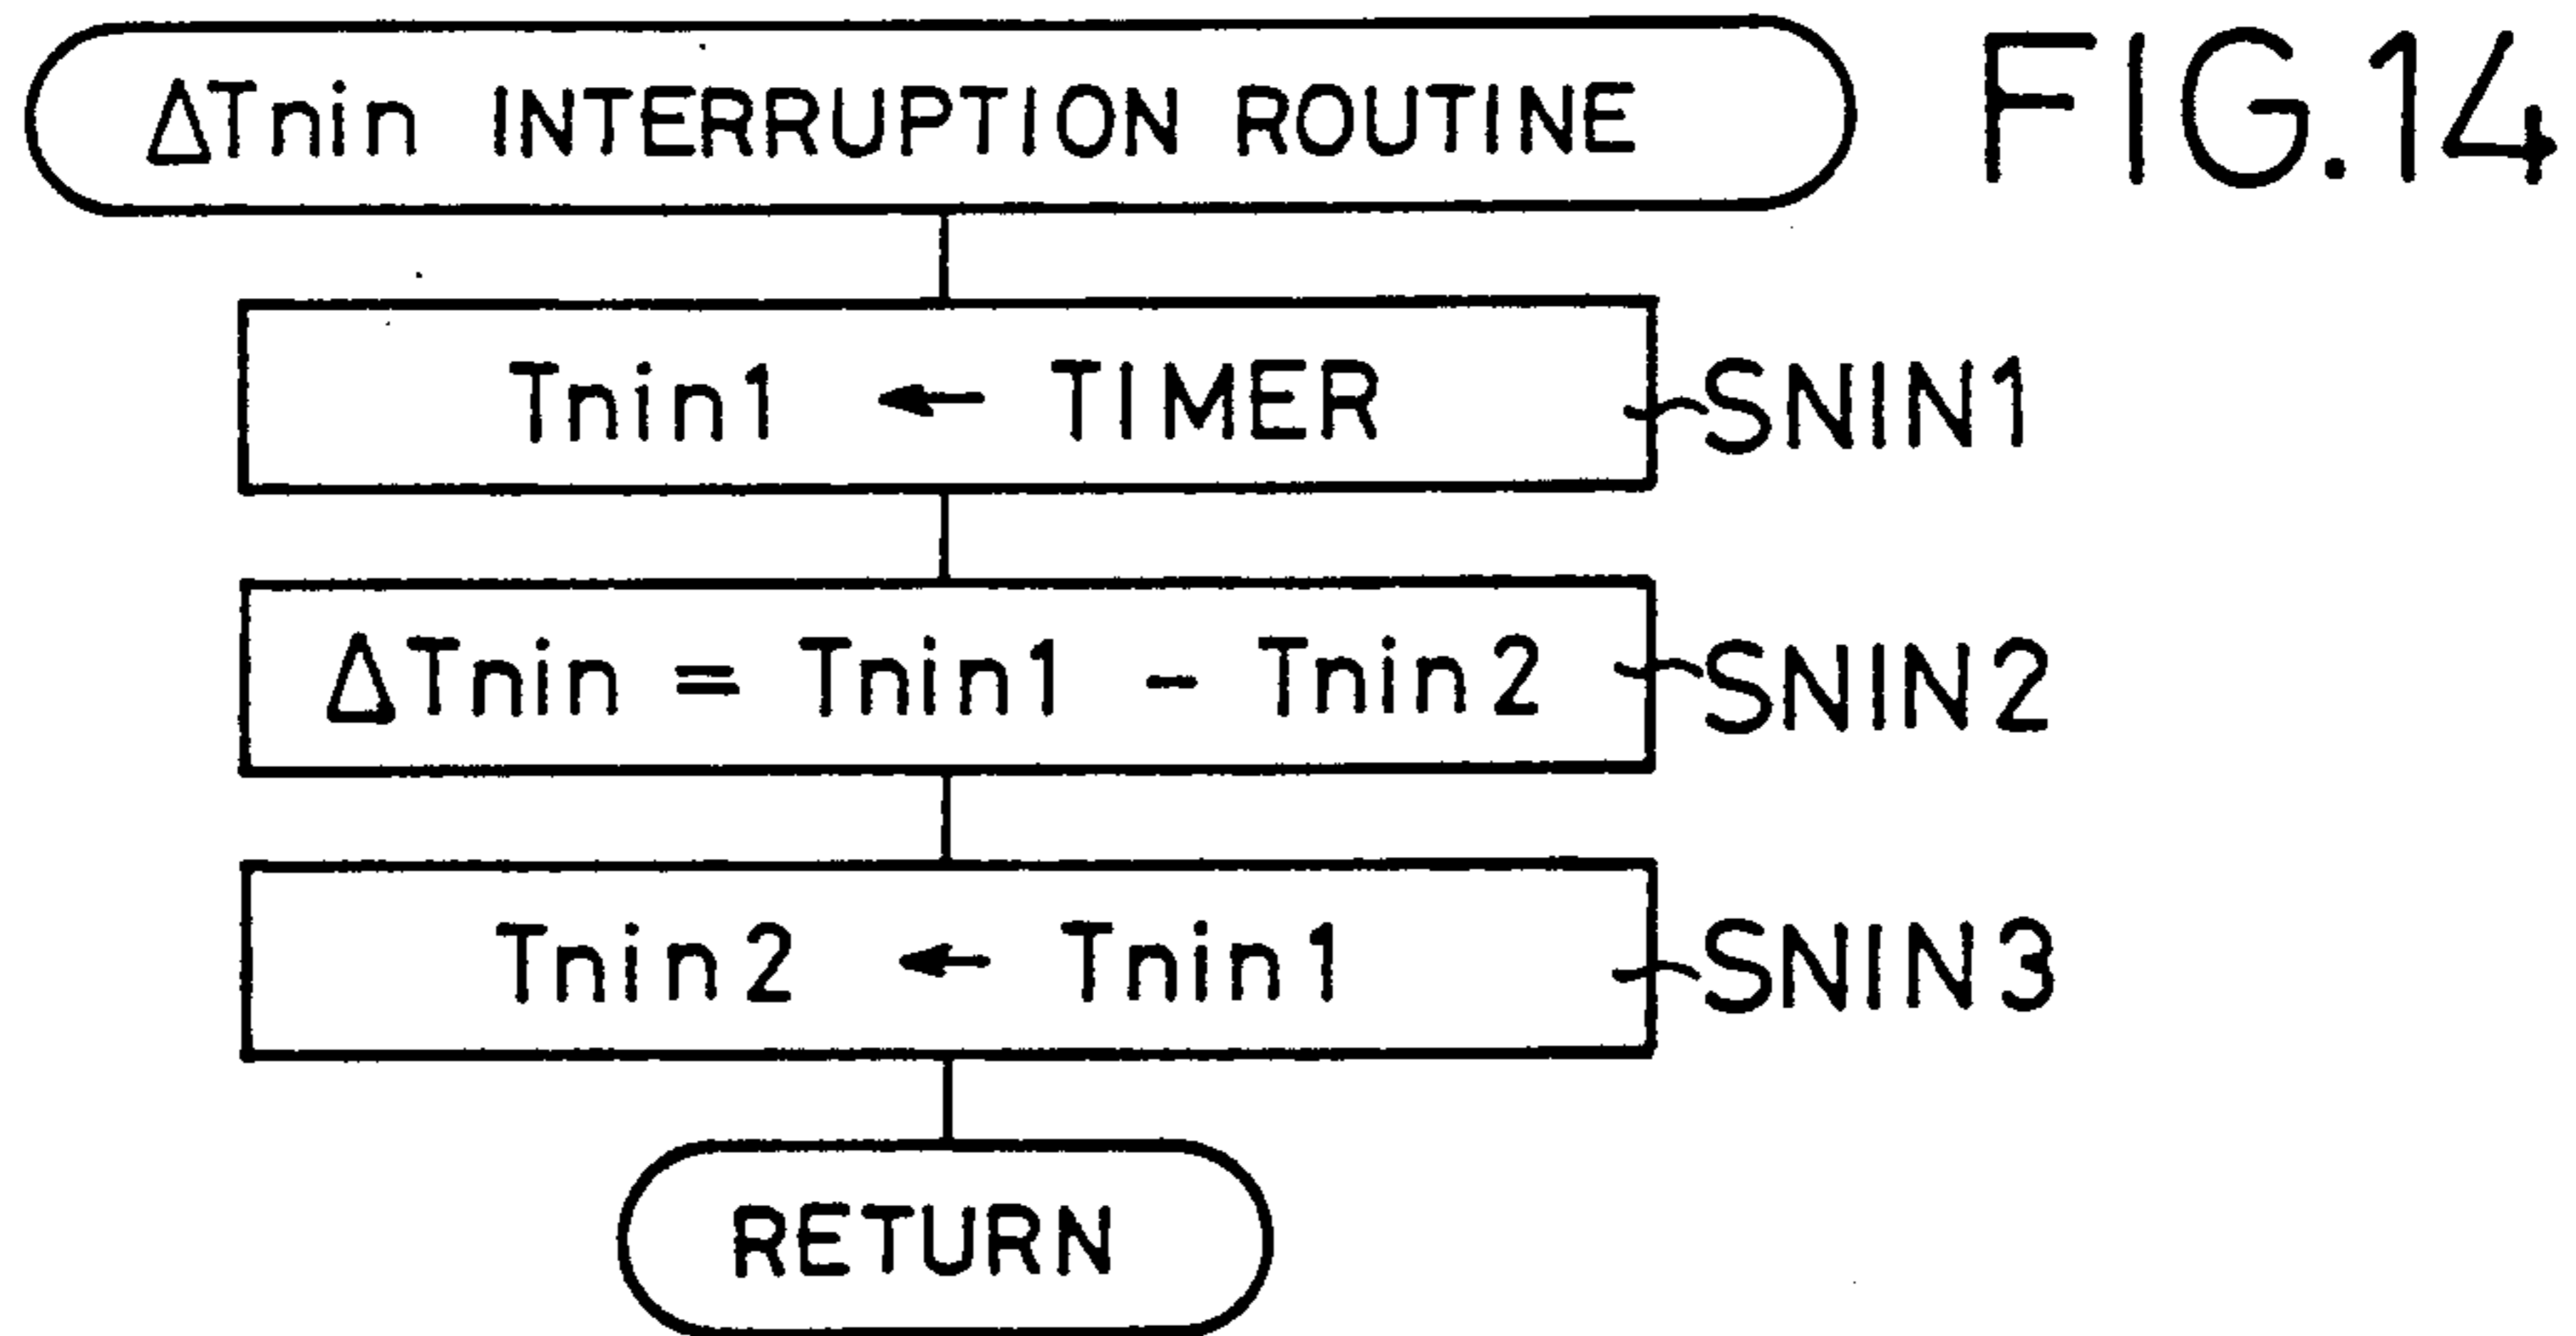 ΔTnin INTERRUPTION ROUTINE
FIG.14
Tnin1 ← TIMER
SNIN1
ΔTnin = Tnin1 - Tnin2
SNIN2
Tnin2 ← Tnin1
SNIN3
RETURN